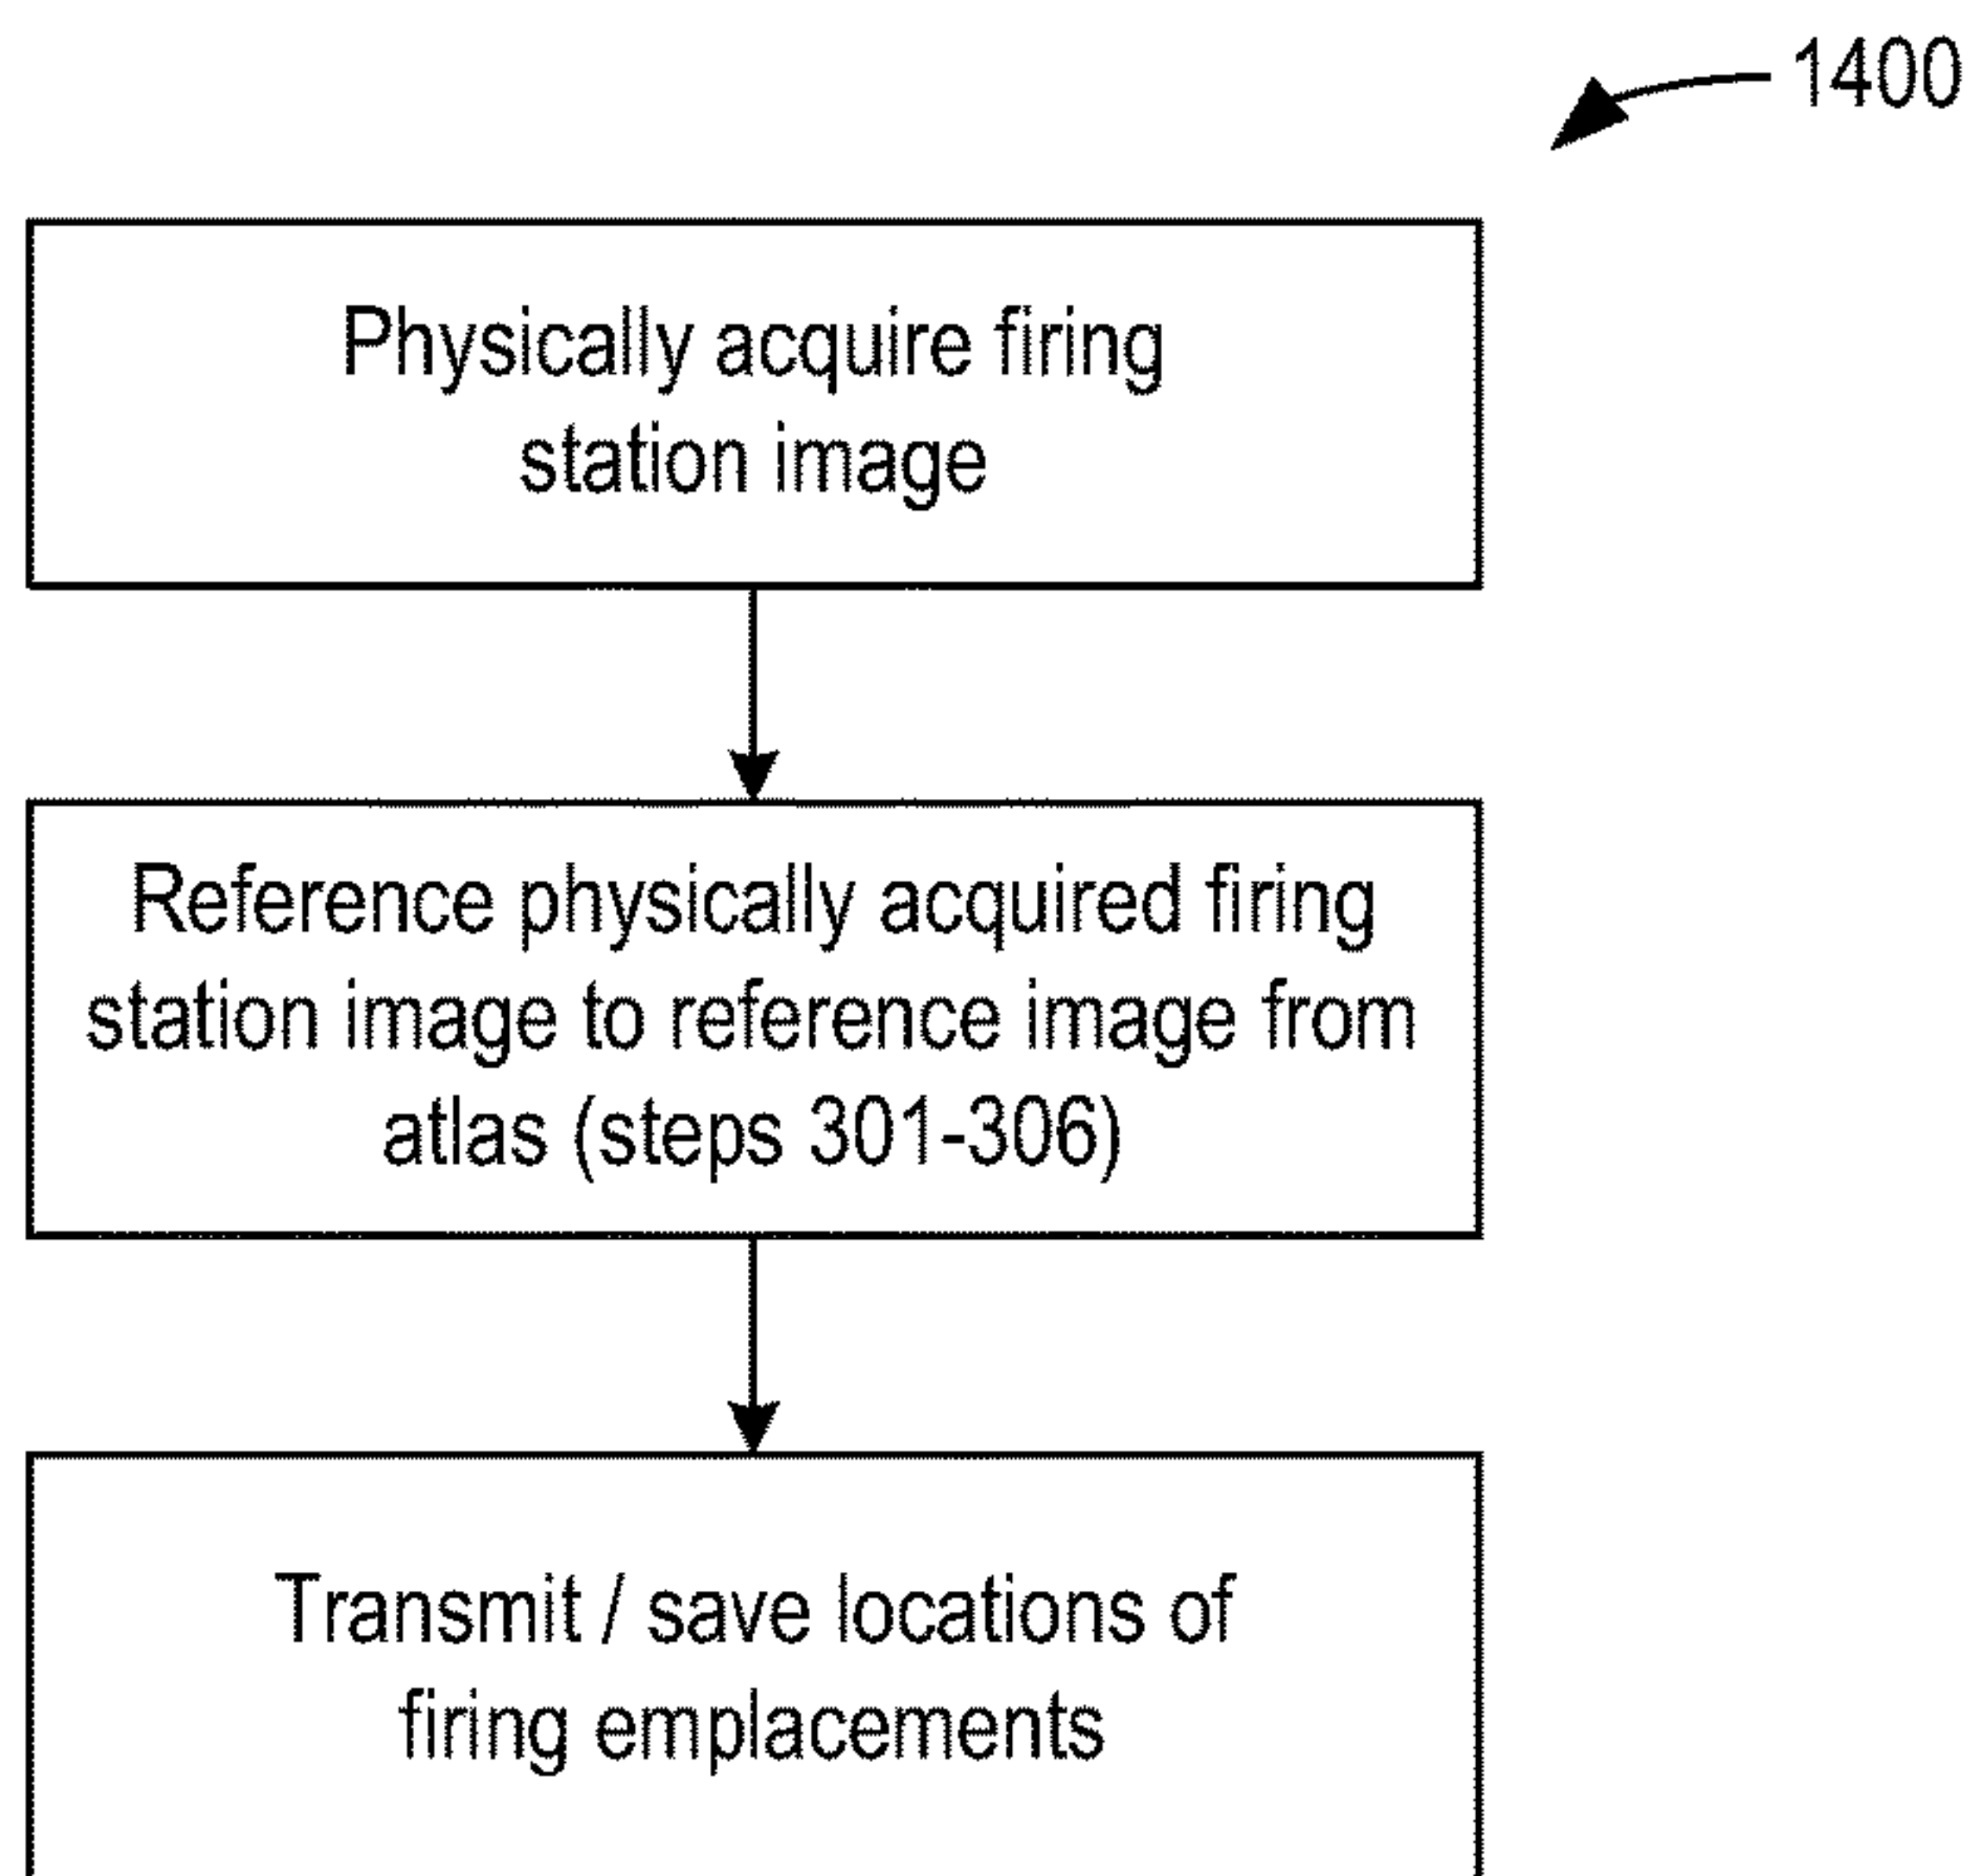 1400
Physically acquire firing
station image
Reference physically acquired firing
station image to reference image from
atlas (steps 301-306)
Transmit / save locations of
firing emplacements